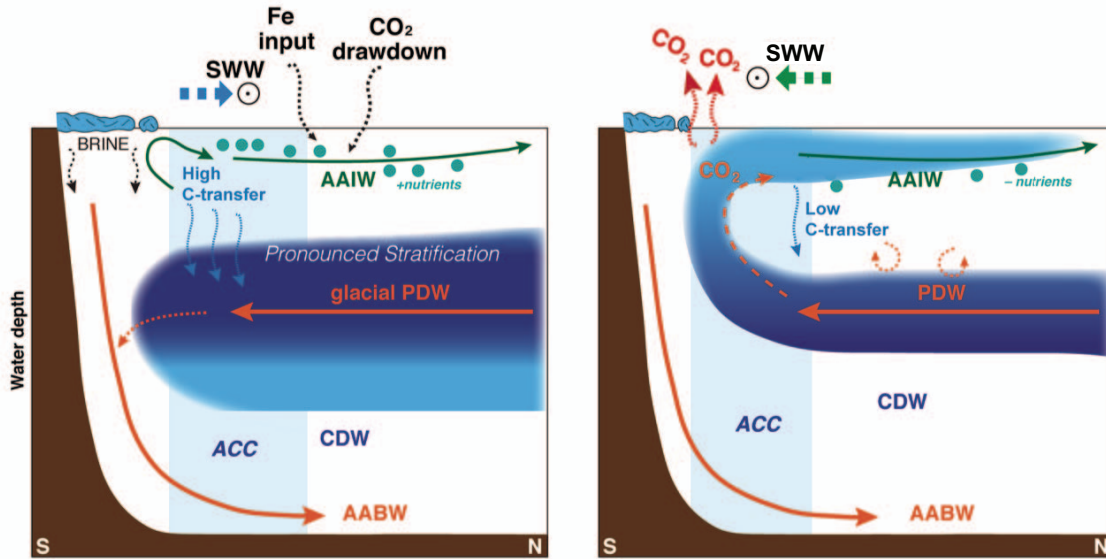 Fe
input
CO₂
drawdown
SWW
BRINE
High
C-transfer
AAIW
+nutrients
Pronounced Stratification
glacial PDW
Water depth
ACC
CDW
AABW
S
N
CO₂
CO₂
SWW
CO₂
AAIW
– nutrients
Low
C-transfer
PDW
CDW
ACC
AABW
S
N